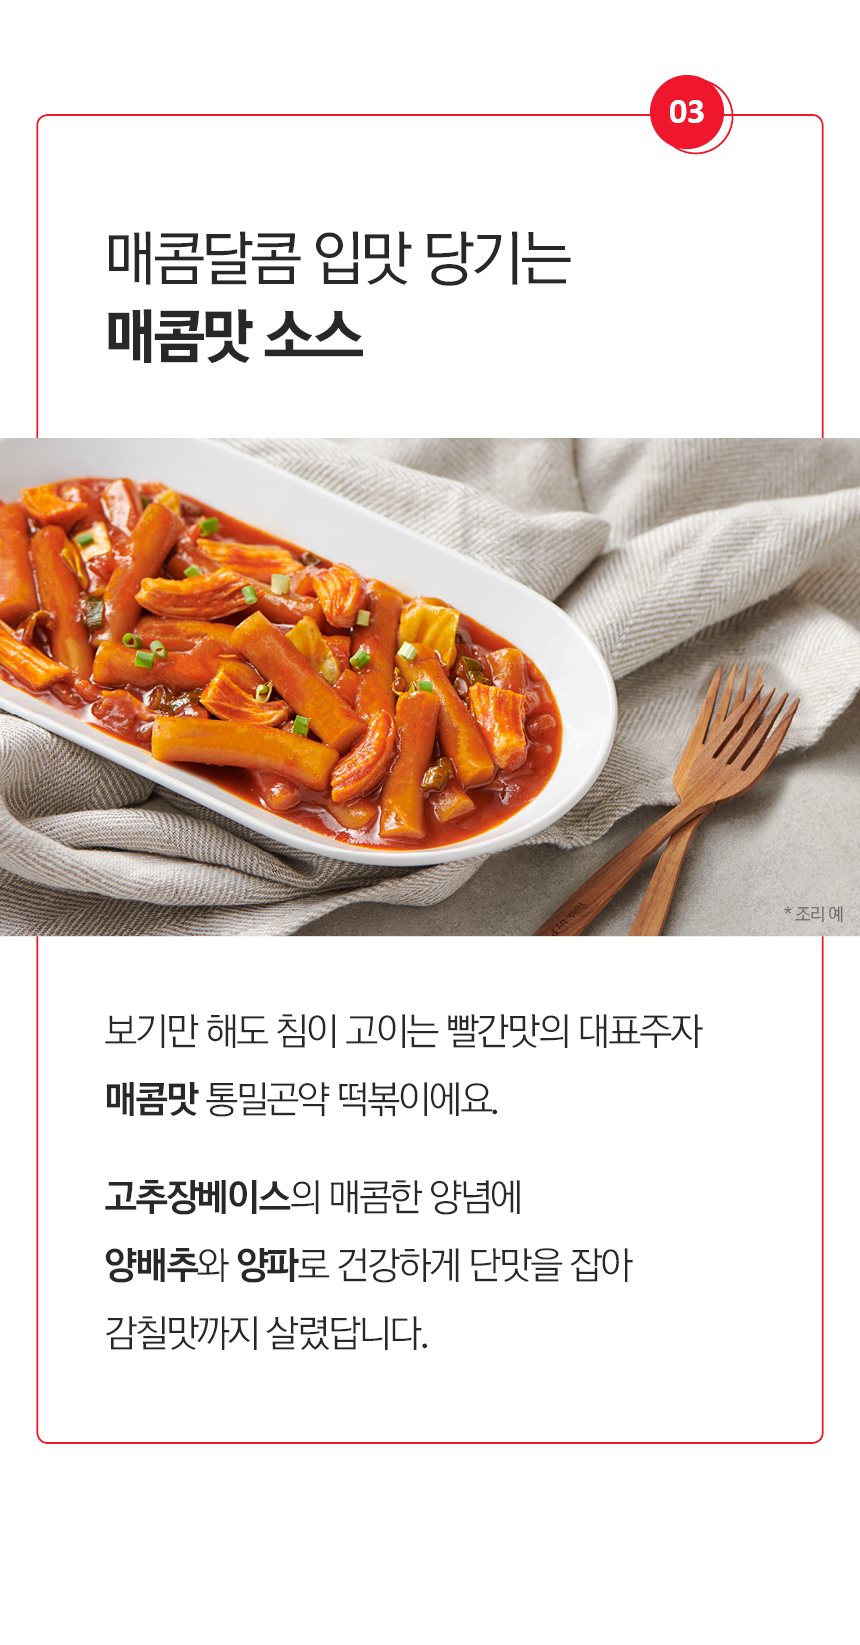 03
매콤달콤 입맛 당기는
매콤맛 소스
* 조리 예
보기만 해도 침이 고이는 빨간맛의 대표주자
매콤맛 통밀곤약 떡볶이에요.
고추장베이스의 매콤한 양념에
양배추와 양파로 건강하게 단맛을 잡아
감칠맛까지 살렸답니다.